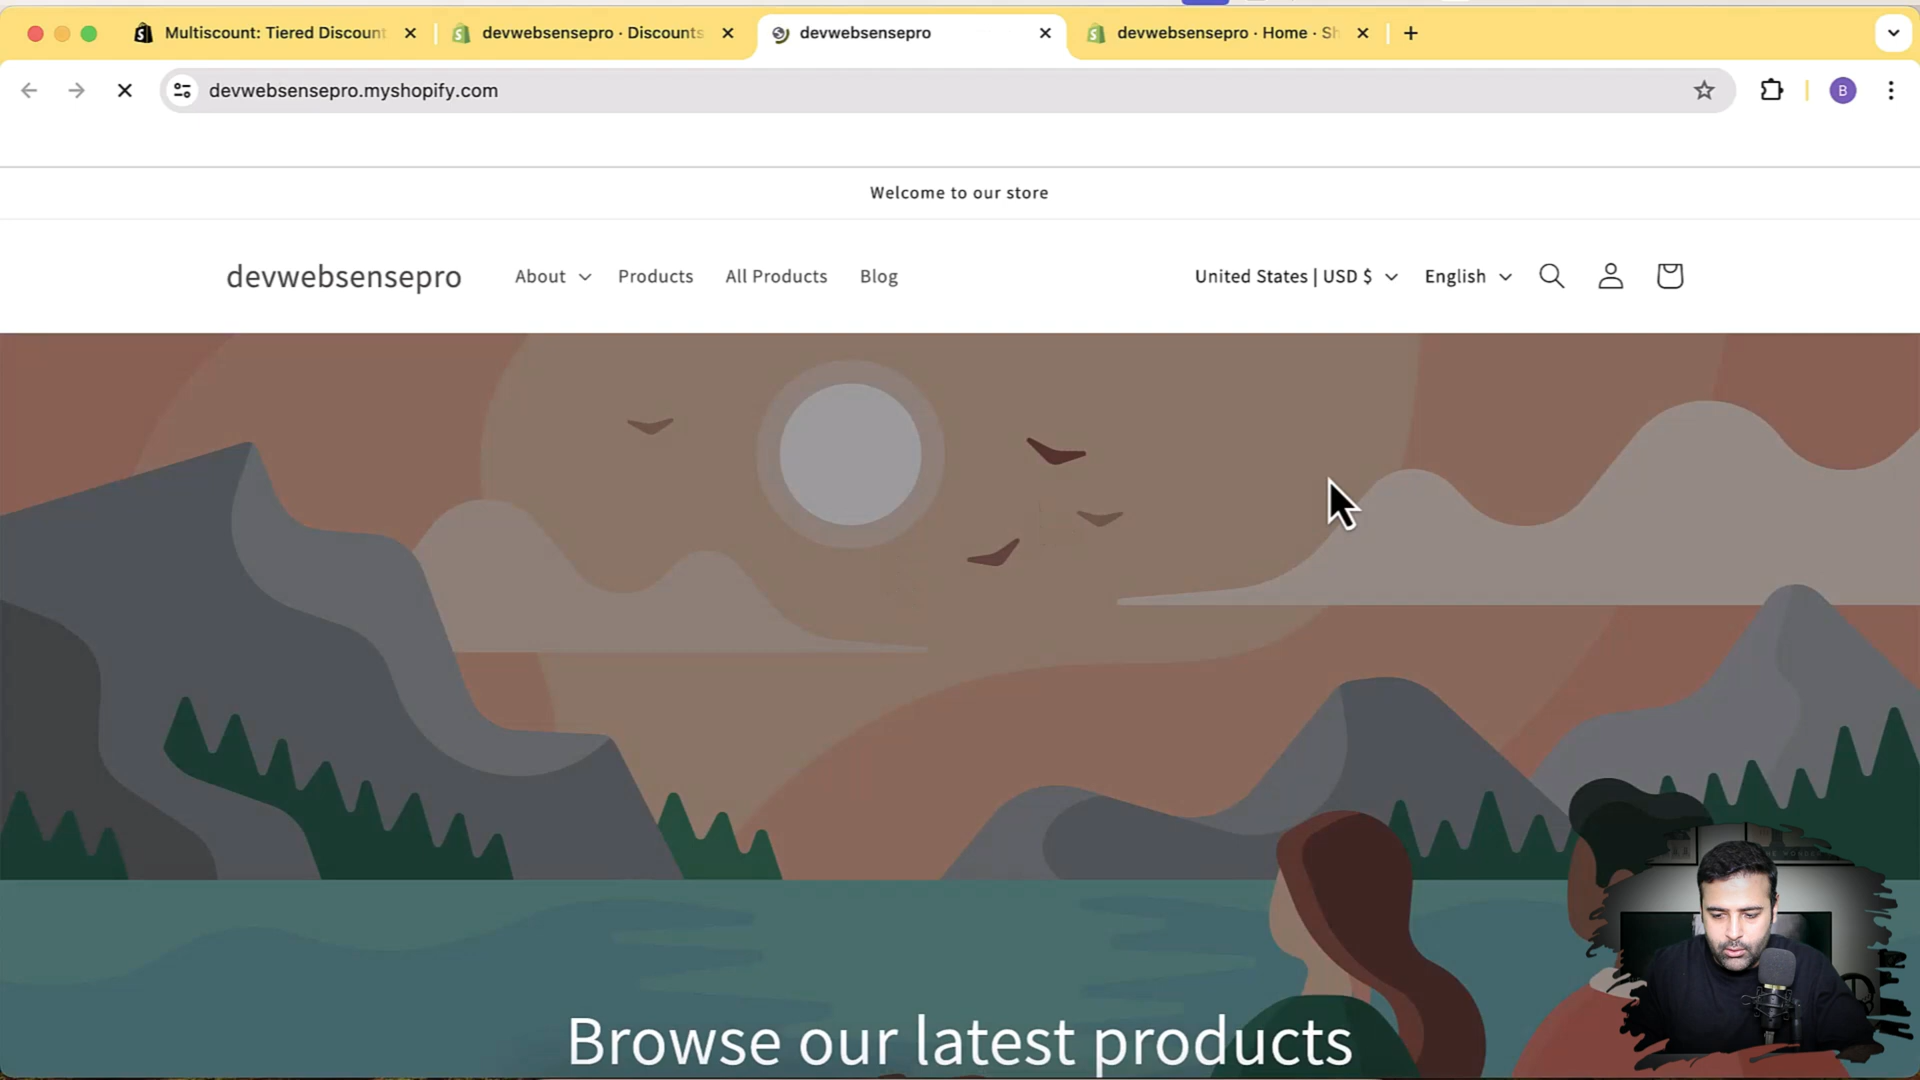 Multiscount: Tiered Discount
devwebsensepro · Discounts
devwebsensepro
devwebsensepro · Home · Sh
devwebsensepro.myshopify.com
B
Welcome to our store
devwebsensepro
About
Products
All Products
Blog
United States | USD $
English
Browse our latest products